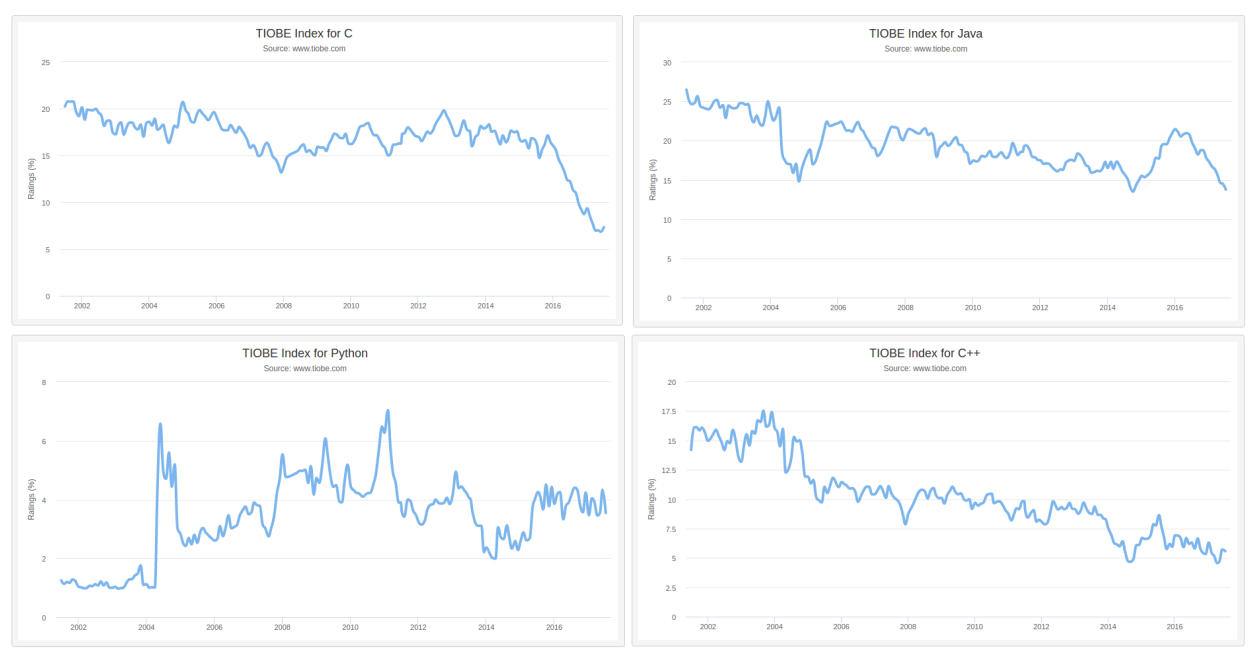 TIOBE Index for C
Source: www.tiobe.com
25
20
15
10
5
0
Ratings (%)
2002 2004 2006 2008 2010 2012 2014 2016
TIOBE Index for Java
Source: www.tiobe.com
30
25
20
15
10
5
0
Ratings (%)
2002 2004 2006 2008 2010 2012 2014 2016
TIOBE Index for Python
Source: www.tiobe.com
8
6
4
2
0
Ratings (%)
2002 2004 2006 2008 2010 2012 2014 2016
TIOBE Index for C++
Source: www.tiobe.com
20
17.5
15
12.5
10
7.5
5
2.5
0
Ratings (%)
2002 2004 2006 2008 2010 2012 2014 2016